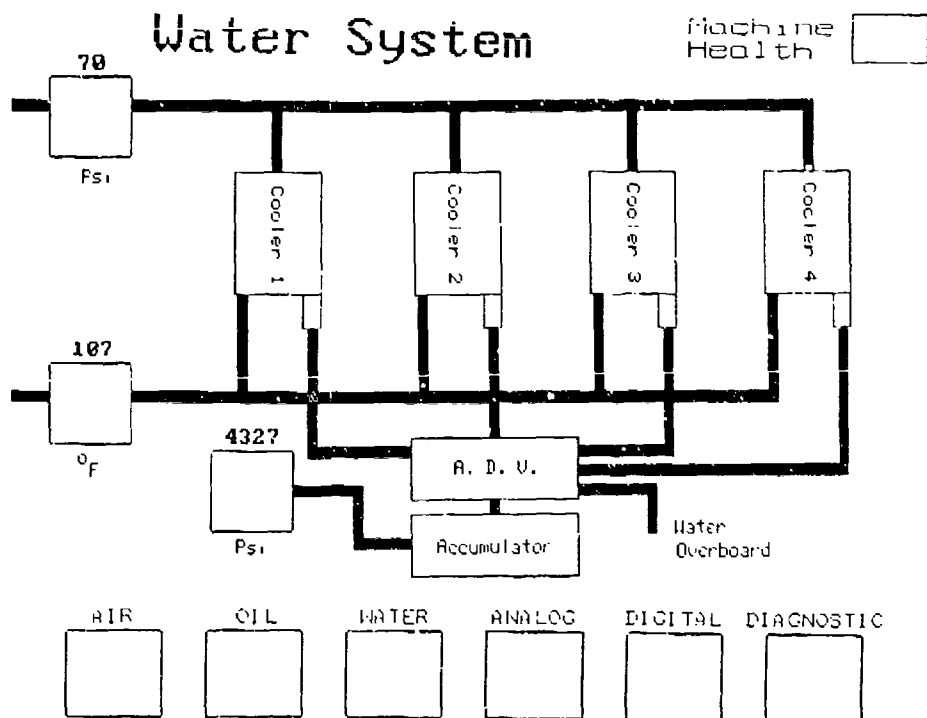 Water System
Machine
Health
70
Psi
Cooler 1
Cooler 2
Cooler 3
Cooler 4
107
°F
4327
Psi
A. D. V.
Accumulator
Water
Overboard
AIR
OIL
WATER
ANALOG
DIGITAL
DIAGNOSTIC